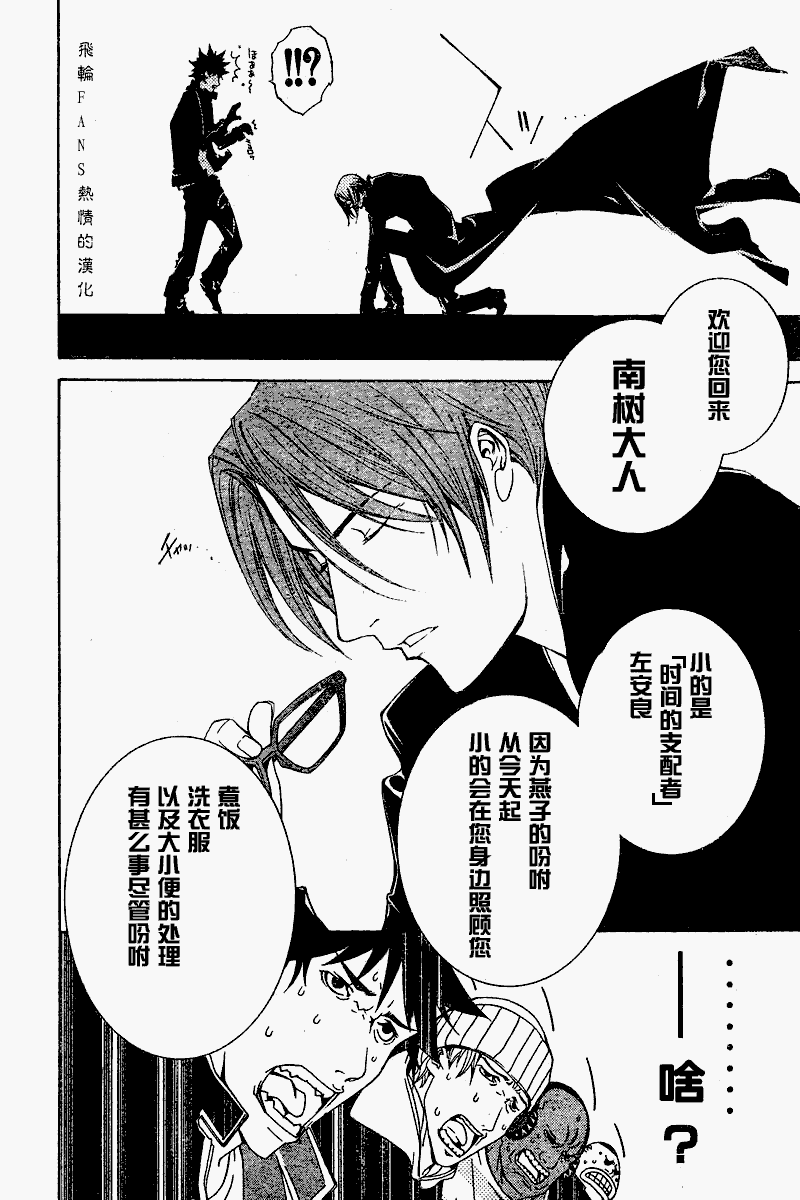 飛輪FANS熱情的漢化
!!?
欢迎您回来
南树大人
小的是
「时间的支配者」
左安良
因为燕子的吩咐
从今天起
小的会在您身边照顾您
煮饭
洗衣服
以及大小便的处理
有甚么事尽管吩咐
……
——啥？